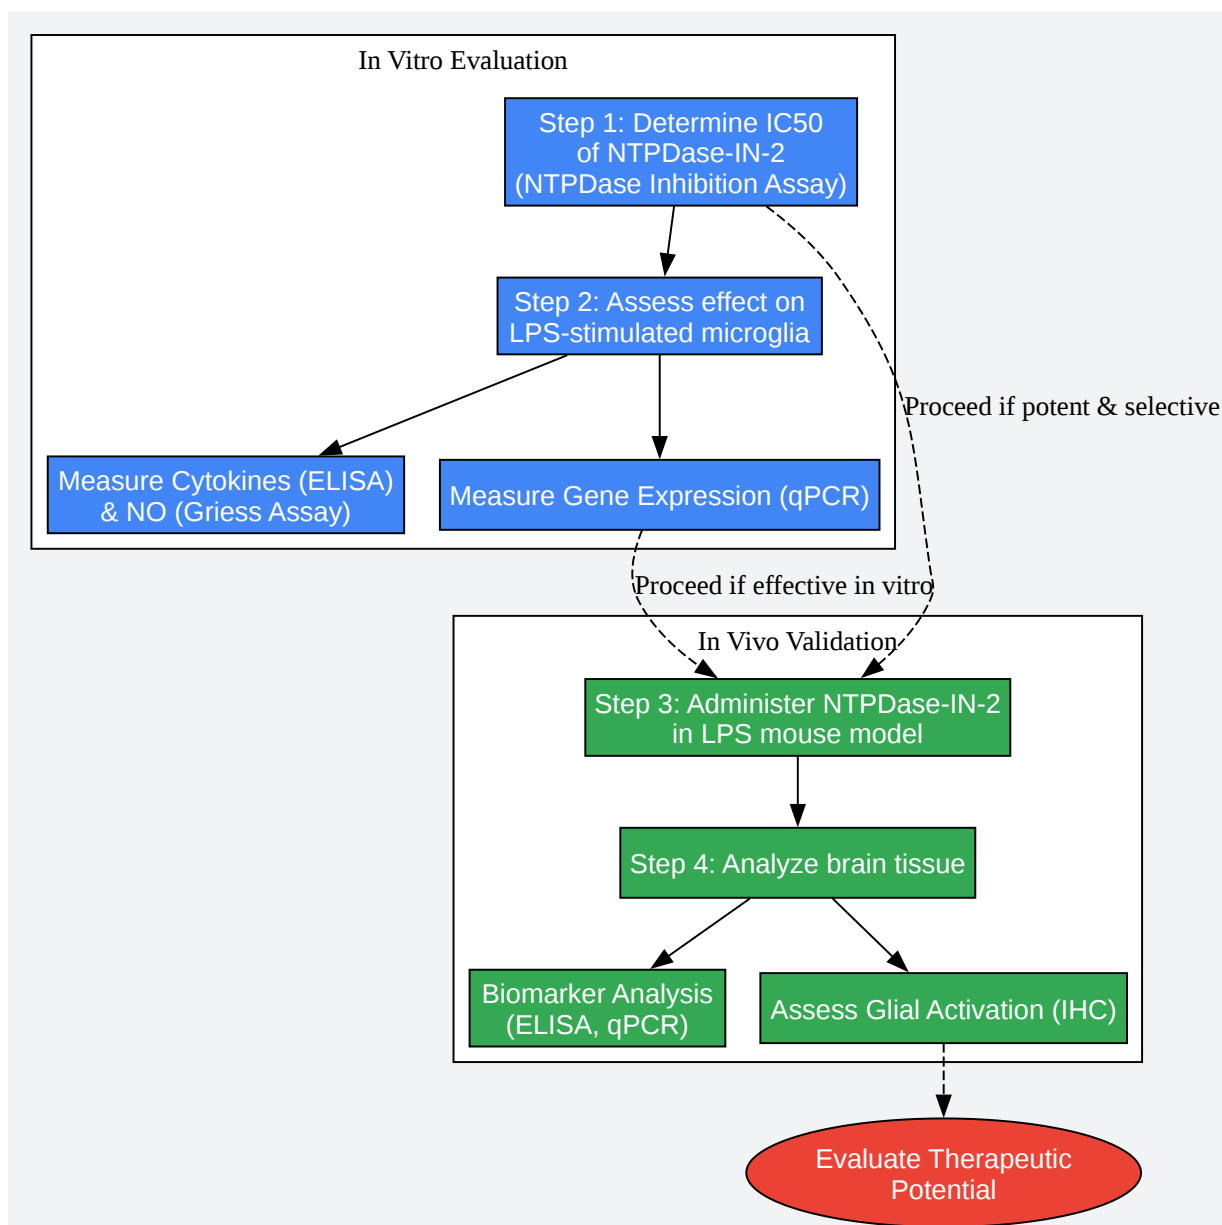 In Vitro Evaluation
Step 1: Determine IC50
of NTPDase-IN-2
(NTPDase Inhibition Assay)
Step 2: Assess effect on
LPS-stimulated microglia
Proceed if potent & selective
Measure Cytokines (ELISA)
& NO (Griess Assay)
Measure Gene Expression (qPCR)
Proceed if effective in vitro
In Vivo Validation
Step 3: Administer NTPDase-IN-2
in LPS mouse model
Step 4: Analyze brain tissue
Biomarker Analysis
(ELISA, qPCR)
Assess Glial Activation (IHC)
Evaluate Therapeutic
Potential